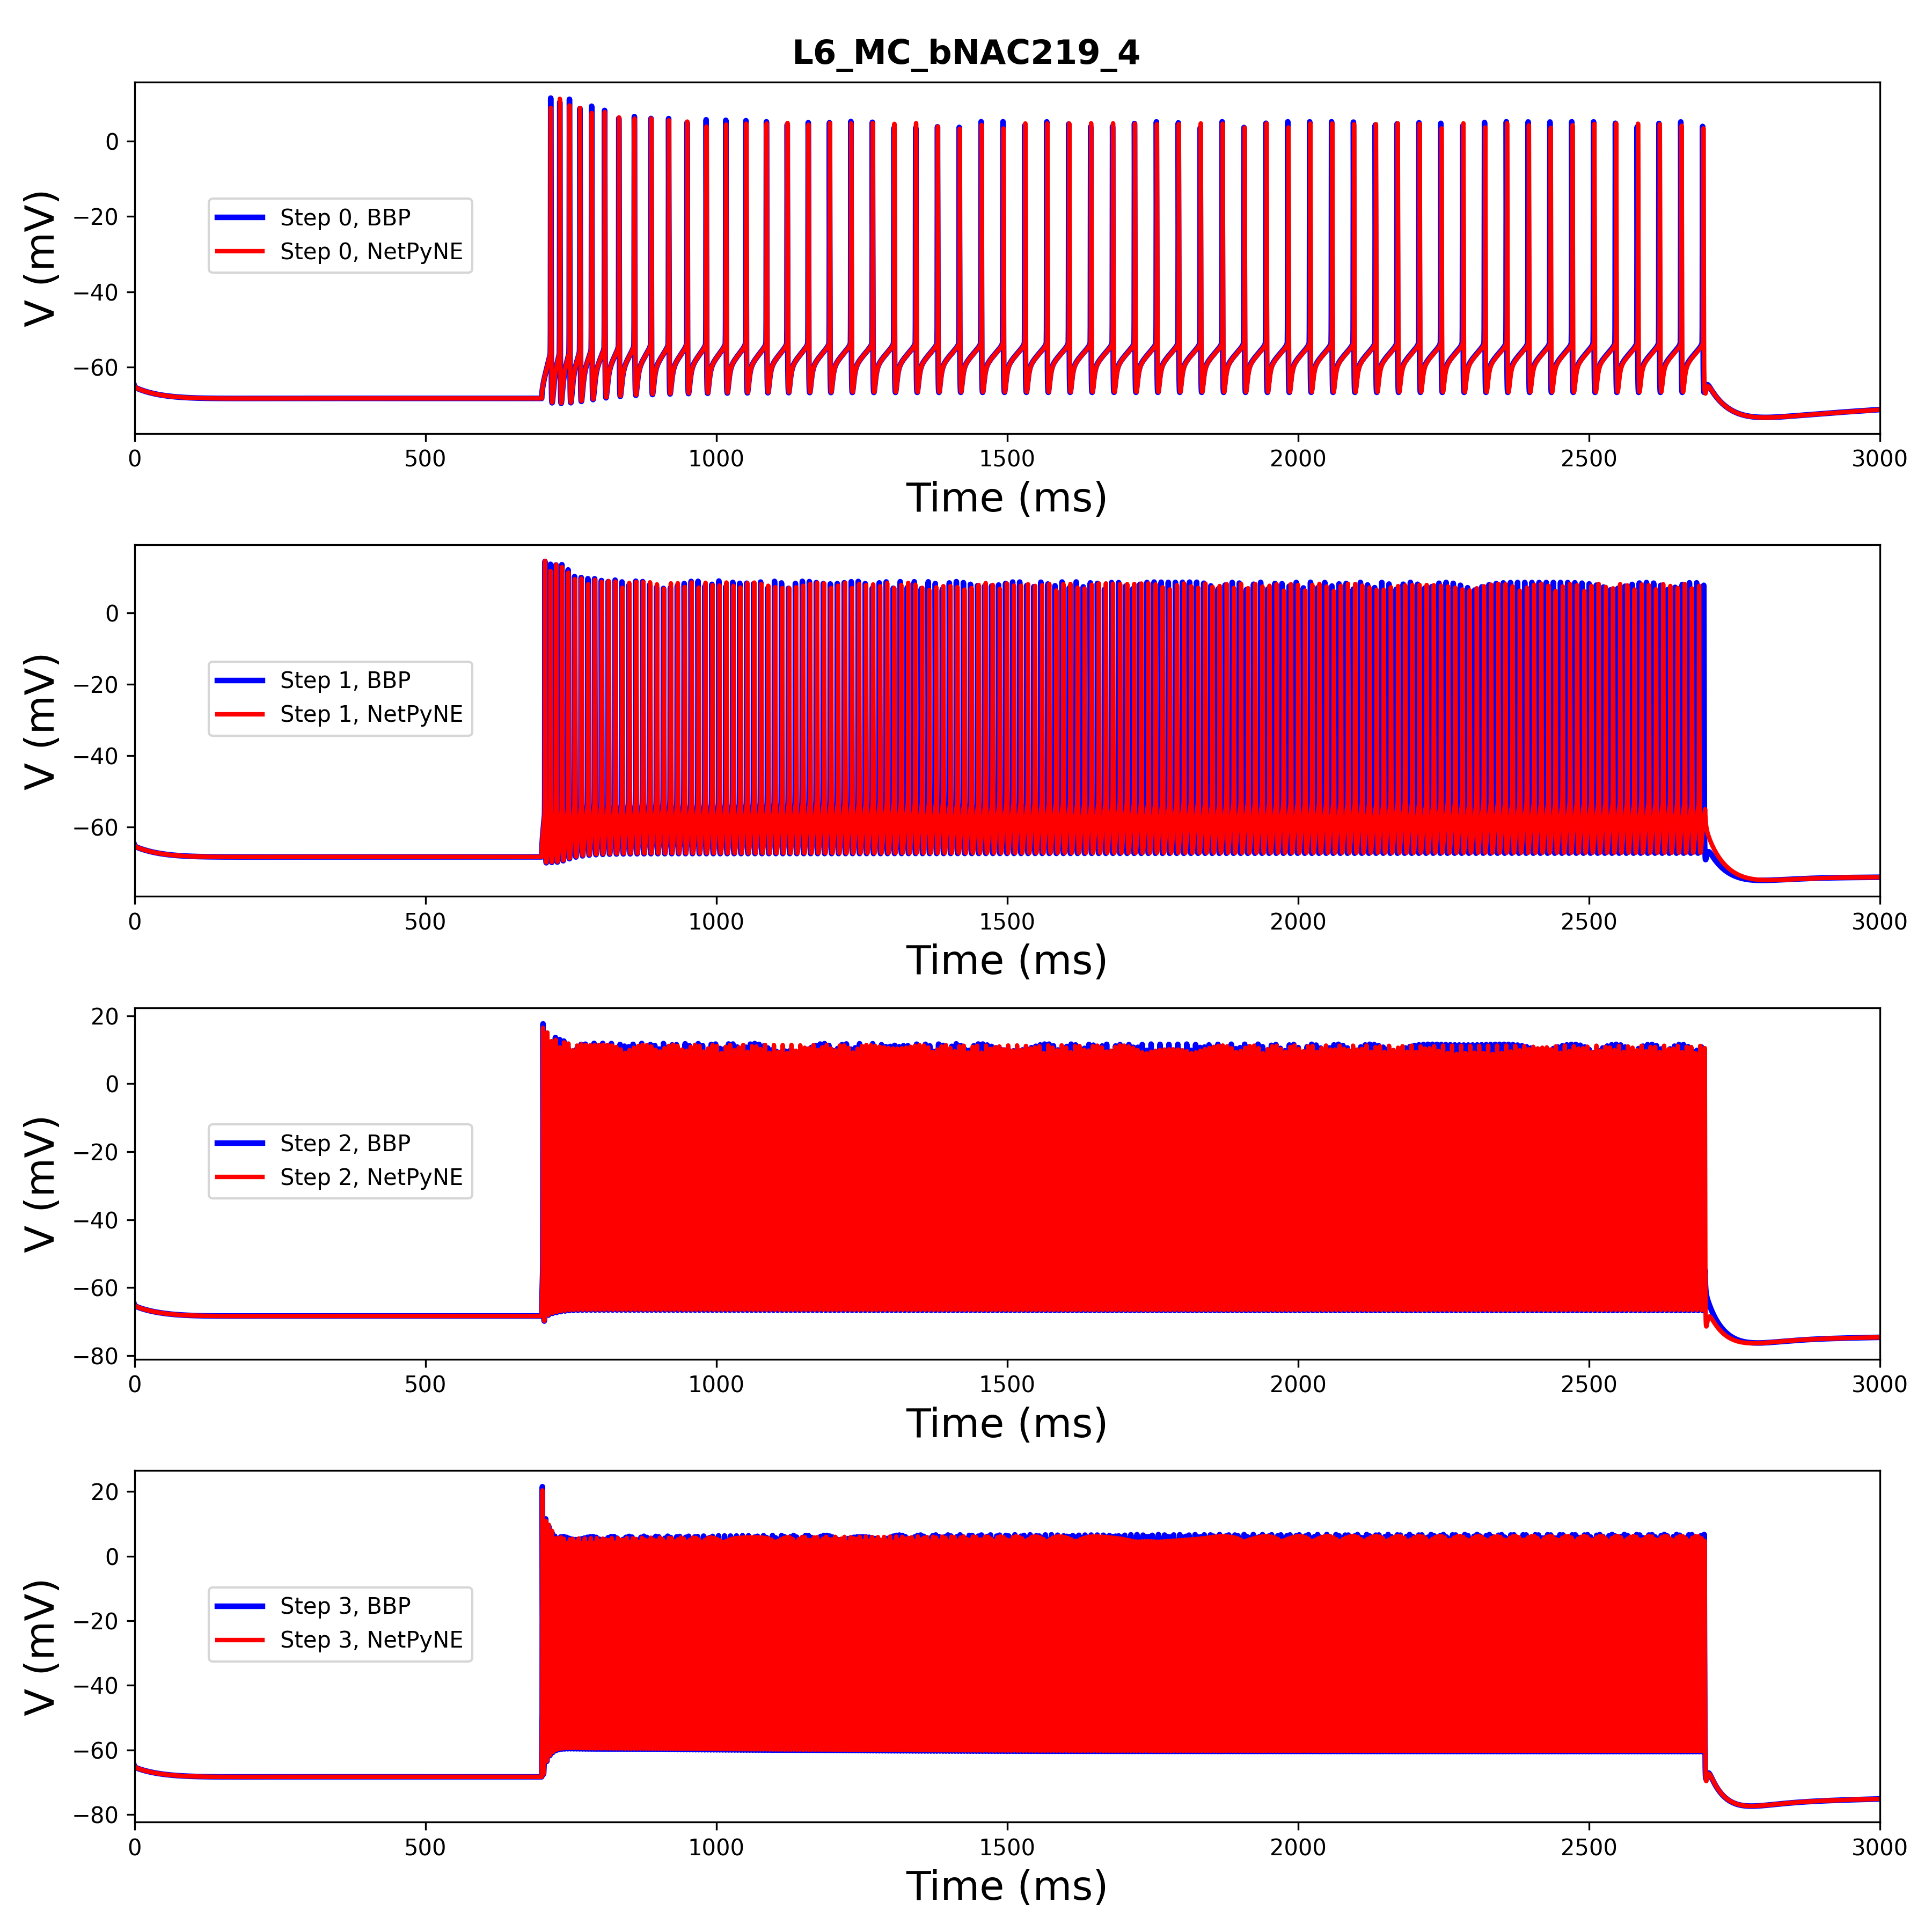 L6_MC_bNAC219_4
V (mV)
0
−20
−40
−60
Step 0, BBP
Step 0, NetPyNE
0 500 1000 1500 2000 2500 3000
Time (ms)
V (mV)
0
−20
−40
−60
Step 1, BBP
Step 1, NetPyNE
0 500 1000 1500 2000 2500 3000
Time (ms)
V (mV)
20
0
−20
−40
−60
−80
Step 2, BBP
Step 2, NetPyNE
0 500 1000 1500 2000 2500 3000
Time (ms)
V (mV)
20
0
−20
−40
−60
−80
Step 3, BBP
Step 3, NetPyNE
0 500 1000 1500 2000 2500 3000
Time (ms)